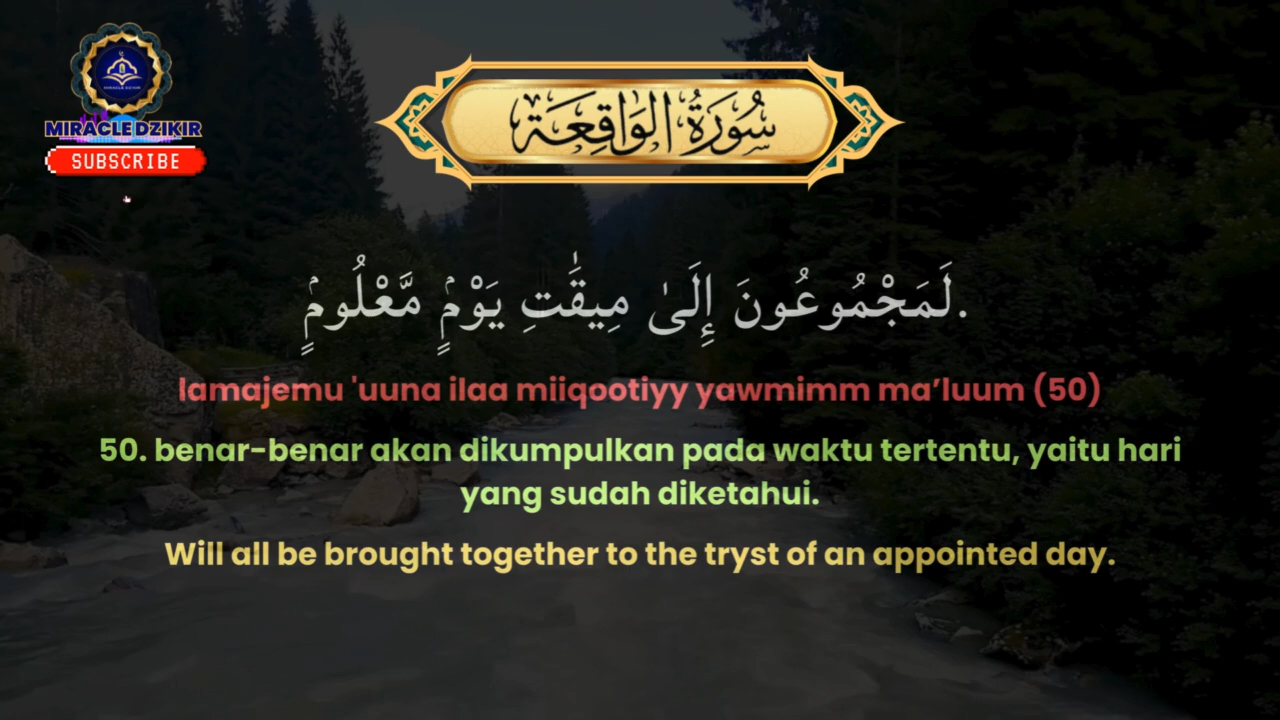 MIRACLE DZIKIR
SUBSCRIBE
سُورَةُ الوَاقِعَة
لَمَجْمُوعُونَ إِلَىٰ مِيقَٰتِ يَوْمٍۢ مَّعْلُومٍۢ.
lamajemu 'uuna ilaa miiqootiyy yawmimm ma’luum (50)
50. benar-benar akan dikumpulkan pada waktu tertentu, yaitu hari
yang sudah diketahui.
Will all be brought together to the tryst of an appointed day.